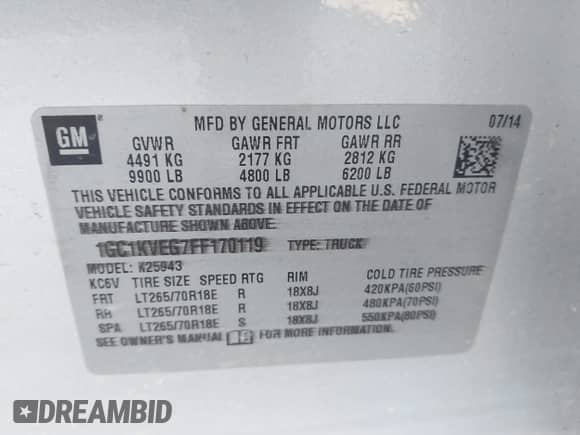 GM
MFD BY GENERAL MOTORS LLC 07/14
GVWR GAWR FRT GAWR RR
4491 KG 2177 KG 2812 KG
9900 LB 4800 LB 6200 LB
THIS VEHICLE CONFORMS TO ALL APPLICABLE U.S. FEDERAL MOTOR
VEHICLE SAFETY STANDARDS IN EFFECT ON THE DATE OF
MANUFACTURE SHOWN ABOVE.
1GC1KVEG7FF170119 TYPE: TRUCK
MODEL: K25943
KC6V TIRE SIZE SPEED RTG RIM COLD TIRE PRESSURE
FRT LT265/70R18E R 18X8J 420KPA(60PSI)
RR LT265/70R18E R 18X8J 480KPA(70PSI)
SPA LT265/70R18E S 18X8J 550KPA(80PSI)
SEE OWNER'S MANUAL FOR MORE INFORMATION.
DREAMBID